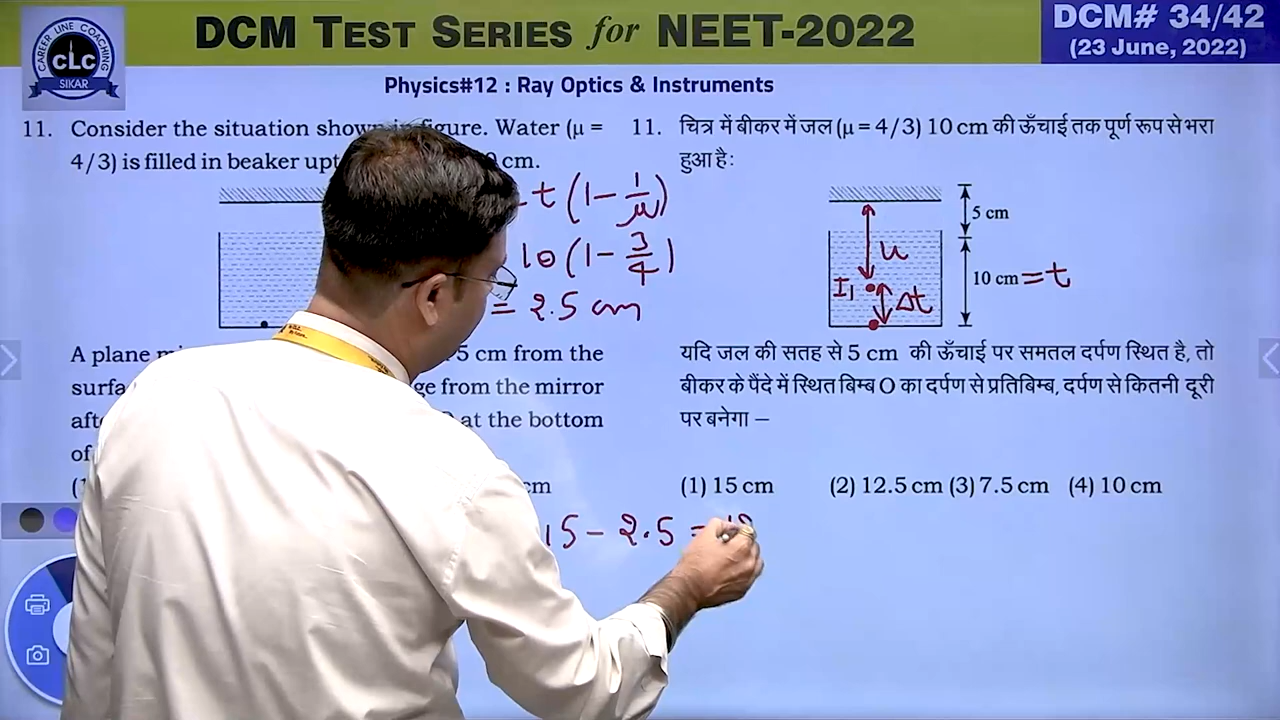 CAREER LINE COACHING
CLC
SIKAR
DCM TEST SERIES for NEET-2022
DCM# 34/42
(23 June, 2022)
Physics#12 : Ray Optics & Instruments
11. Consider the situation shown in figure. Water (μ =
4/3) is filled in beaker upt cm.
t (1 - 1/μ)
10 (1 - 3/4)
= 2.5 cm
A plane 5 cm from the
surfa ge from the mirror
at the bottom
of
cm
15 - 2.5 =
11. चित्र में बीकर में जल (μ = 4/3) 10 cm की ऊँचाई तक पूर्ण रूप से भरा
हुआ है:
5 cm
u
I₁
Δt
10 cm = t
यदि जल की सतह से 5 cm की ऊँचाई पर समतल दर्पण स्थित है, तो
बीकर के पैंदे में स्थित बिम्ब O का दर्पण से प्रतिबिम्ब, दर्पण से कितनी दूरी
पर बनेगा –
(1) 15 cm (2) 12.5 cm (3) 7.5 cm (4) 10 cm